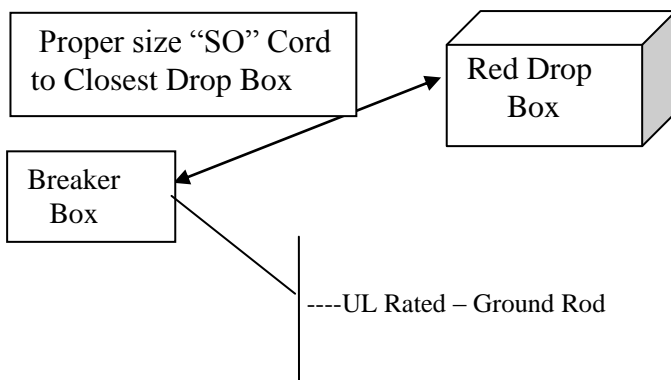 Proper size “SO” Cord
to Closest Drop Box
Red Drop
Box
Breaker
Box
----UL Rated – Ground Rod